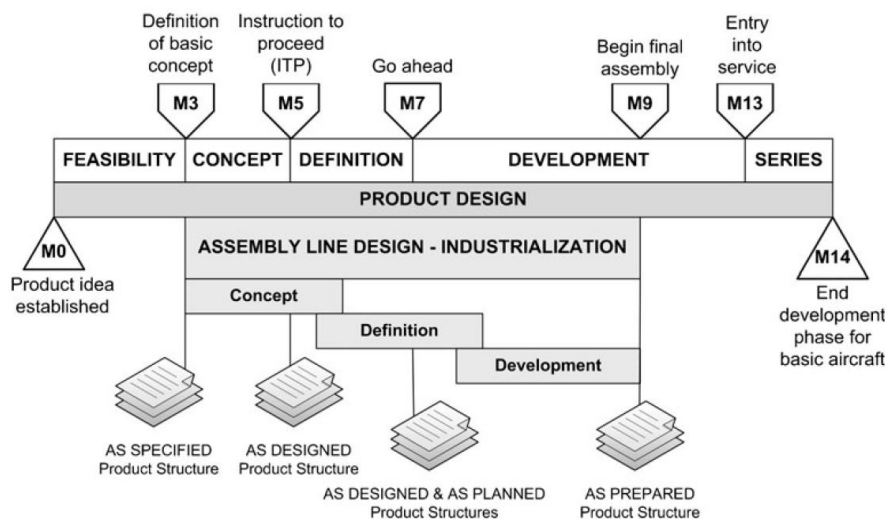 Definition
of basic
concept
Instruction to
proceed
(ITP)
Go ahead
Begin final
assembly
Entry
into
service
M3
M5
M7
M9
M13
FEASIBILITY
CONCEPT
DEFINITION
DEVELOPMENT
SERIES
PRODUCT DESIGN
M0
Product idea
established
ASSEMBLY LINE DESIGN - INDUSTRIALIZATION
M14
End
development
phase for
basic aircraft
Concept
Definition
Development
AS SPECIFIED
Product Structure
AS DESIGNED
Product Structure
AS DESIGNED & AS PLANNED
Product Structures
AS PREPARED
Product Structure